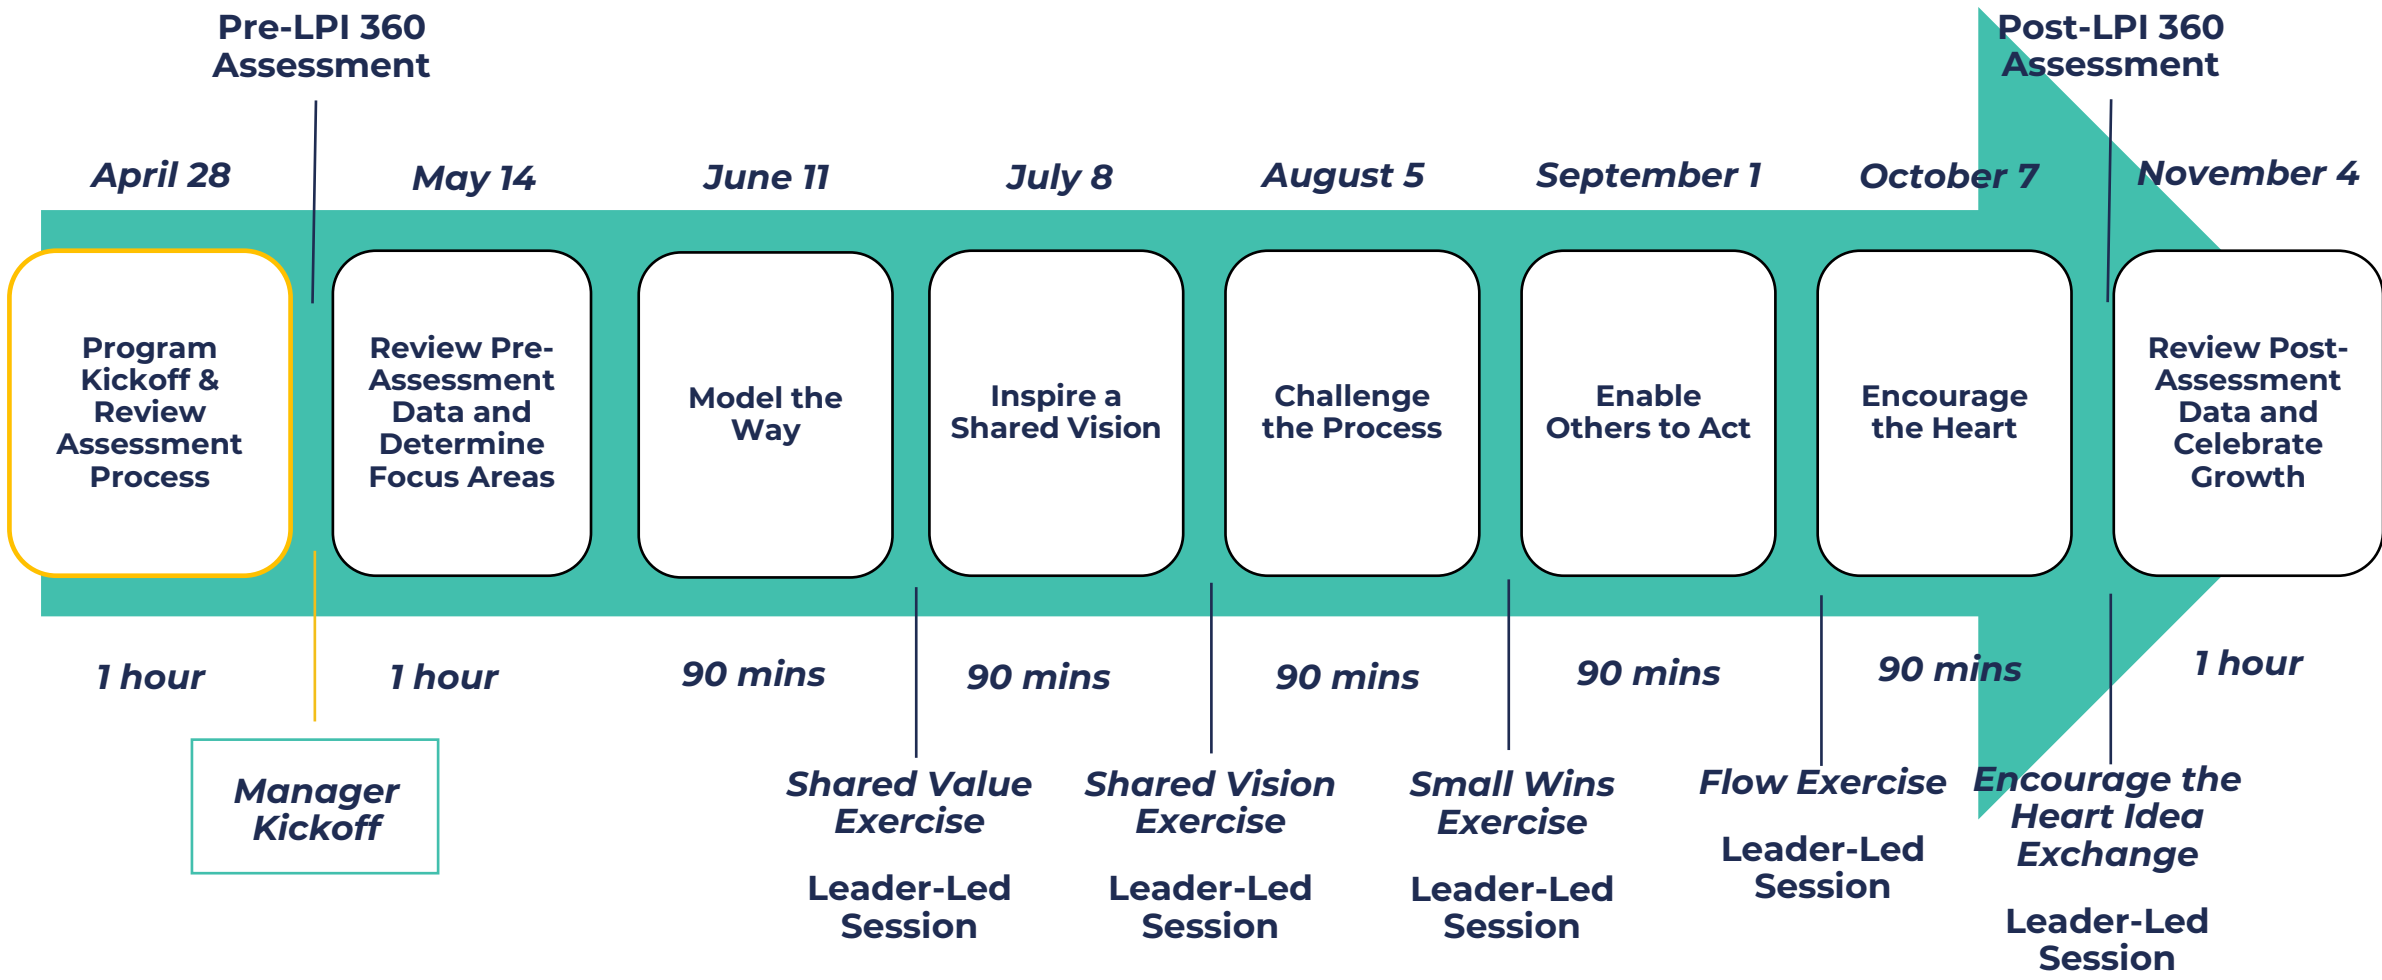 Pre-LPI 360
Assessment
Post-LPI 360
Assessment
April 28
May 14
June 11
July 8
August 5
September 1
October 7
November 4
Program
Kickoff &
Review
Assessment
Process
Review Pre-
Assessment
Data and
Determine
Focus Areas
Model the
Way
Inspire a
Shared Vision
Challenge
the Process
Enable
Others to Act
Encourage
the Heart
Review Post-
Assessment
Data and
Celebrate
Growth
1 hour
1 hour
90 mins
90 mins
90 mins
90 mins
90 mins
1 hour
Manager
Kickoff
Shared Value
Exercise
Leader-Led
Session
Shared Vision
Exercise
Leader-Led
Session
Small Wins
Exercise
Leader-Led
Session
Flow Exercise
Leader-Led
Session
Encourage the
Heart Idea
Exchange
Leader-Led
Session